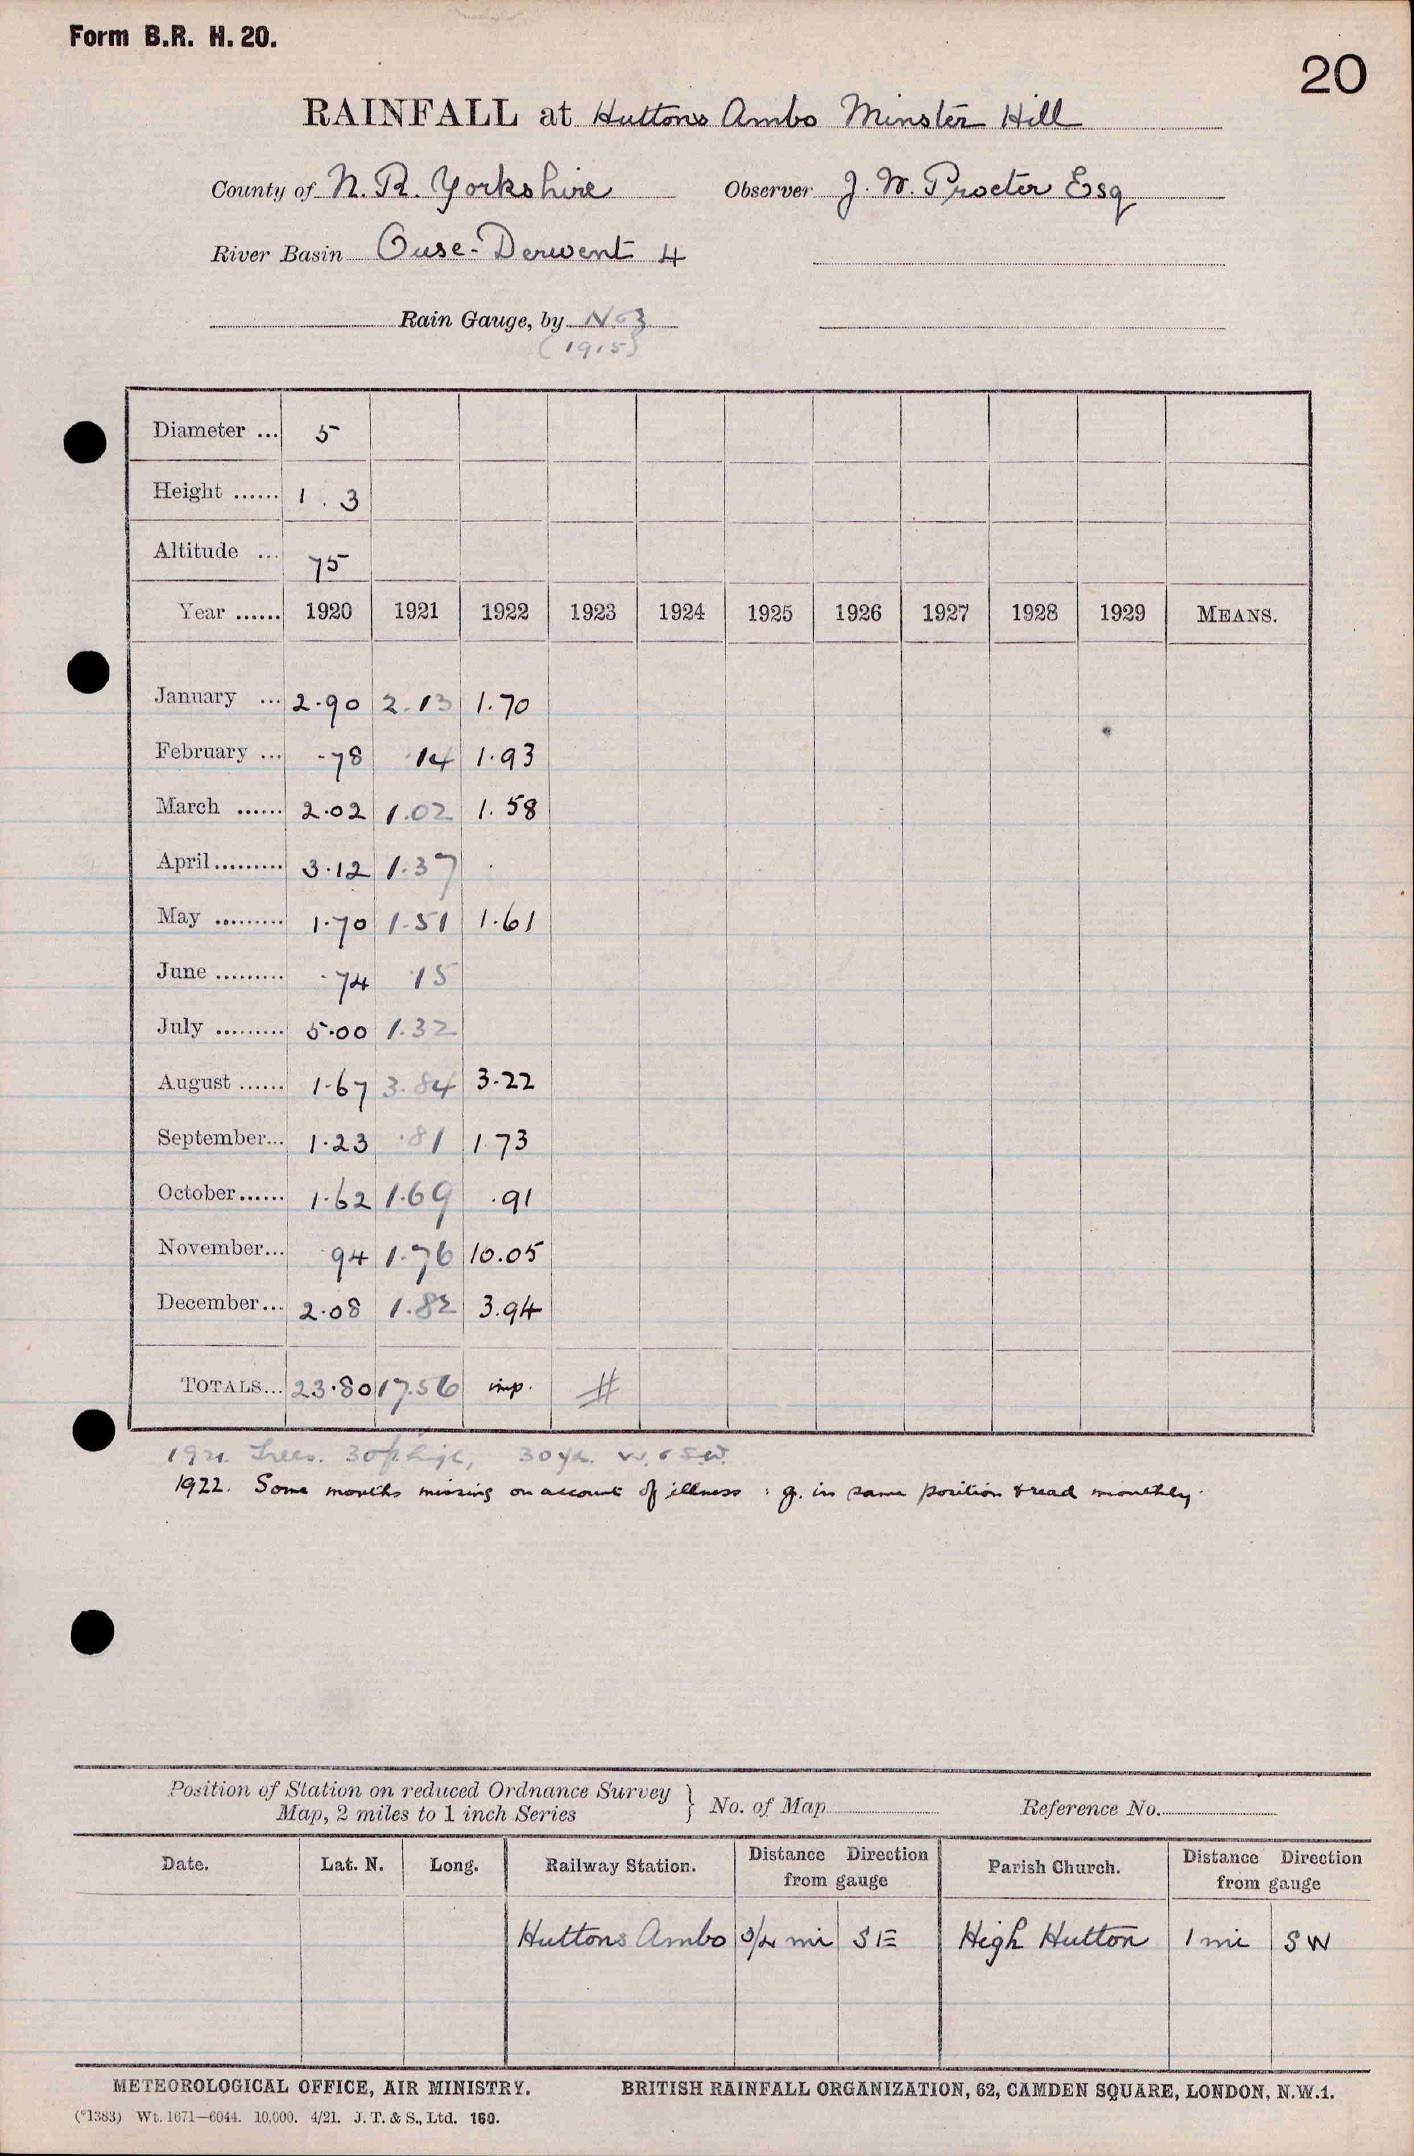 Form B.R. H. 20.
20
RAINFALL at Huttons Ambo Minster Hill
County of N. R. Yorkshire Observer J. W. Procter Esq
River Basin Ouse-Derwent 4
Rain Gauge, by No 3
(1915)
Diameter ... 5
Height ...... 1 . 3
Altitude ... 75
Year ...... 1920 1921 1922 1923 1924 1925 1926 1927 1928 1929 MEANS.
January ... 2.90 2.13 1.70
February ... .78 .14 1.93
March ...... 2.02 1.02 1.58
April ......... 3.12 1.37 .
May ......... 1.70 1.51 1.61
June ......... .74 .15
July ......... 5.00 1.32
August ...... 1.67 3.84 3.22
September... 1.23 .81 1.73
October...... 1.62 1.69 .91
November... 94 1.76 10.05
December... 2.08 1.82 3.94
TOTALS... 23.80 17.56 imp. #
1921. Trees. 30ft high, 30 W. & S.W.
1922. Some months missing on account of illness : g. in same position & read monthly.
Position of Station on reduced Ordnance Survey
Map, 2 miles to 1 inch Series } No. of Map Reference No.
Date. Lat. N. Long. Railway Station. Distance Direction from gauge Parish Church. Distance Direction from gauge
Huttons Ambo 3/4 mi SE High Hutton 1 mi SW
METEOROLOGICAL OFFICE, AIR MINISTRY. BRITISH RAINFALL ORGANIZATION, 62, CAMDEN SQUARE, LONDON, N.W.1.
(*1383) Wt. 1671—6044. 10,000. 4/21. J. T. & S., Ltd. 160.